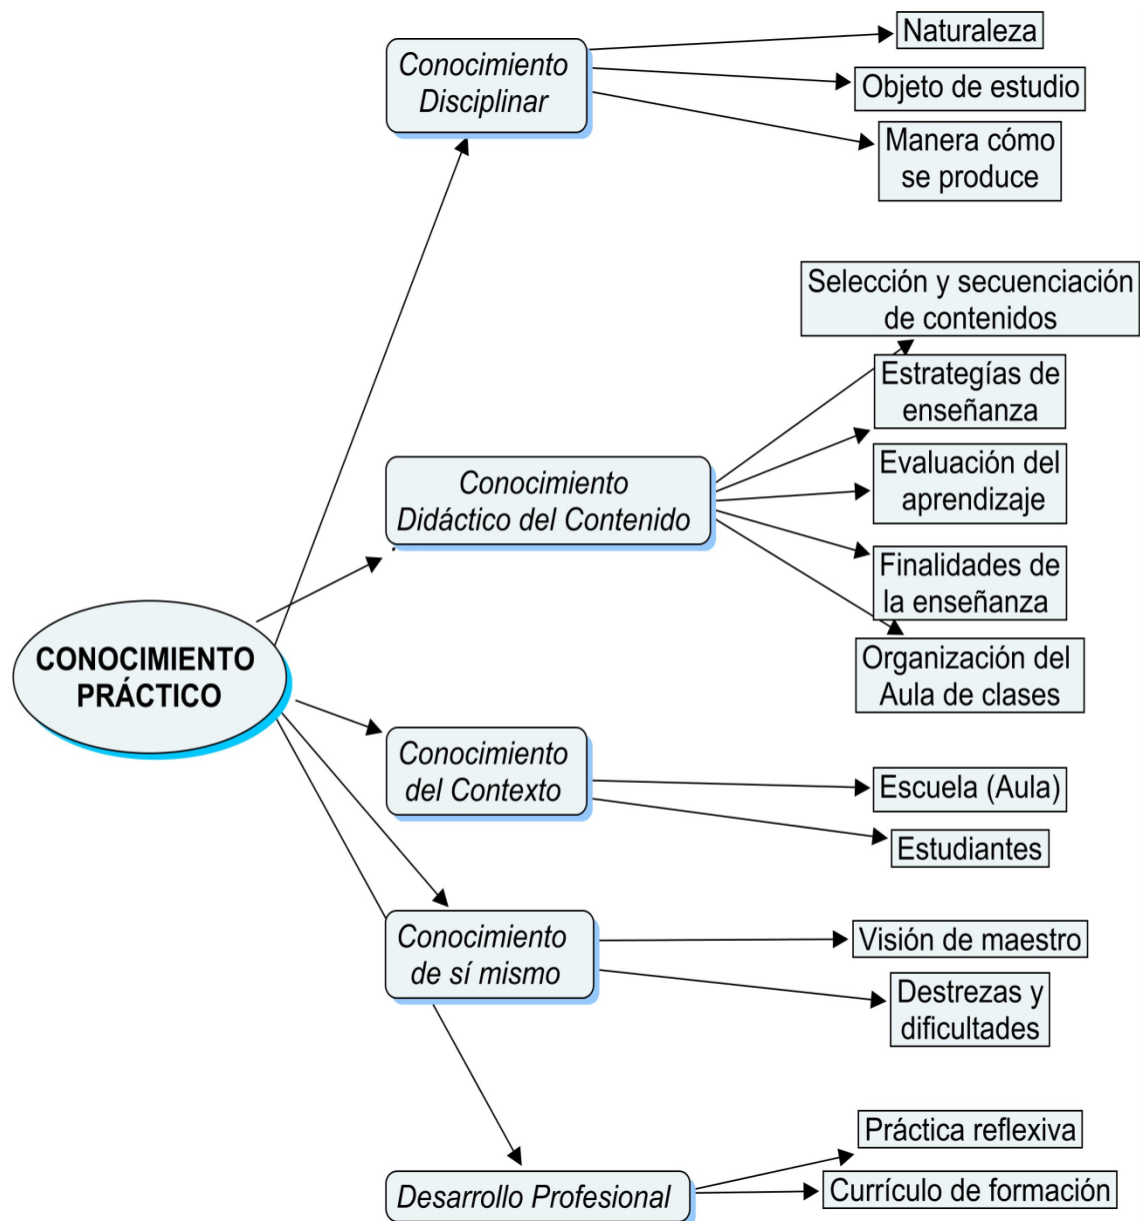 CONOCIMIENTO
PRÁCTICO
Conocimiento
Disciplinar
Naturaleza
Objeto de estudio
Manera cómo
se produce
Conocimiento
Didáctico del Contenido
Selección y secuenciación
de contenidos
Estrategías de
enseñanza
Evaluación del
aprendizaje
Finalidades de
la enseñanza
Organización del
Aula de clases
Conocimiento
del Contexto
Escuela (Aula)
Estudiantes
Conocimiento
de sí mismo
Visión de maestro
Destrezas y
dificultades
Desarrollo Profesional
Práctica reflexiva
Currículo de formación